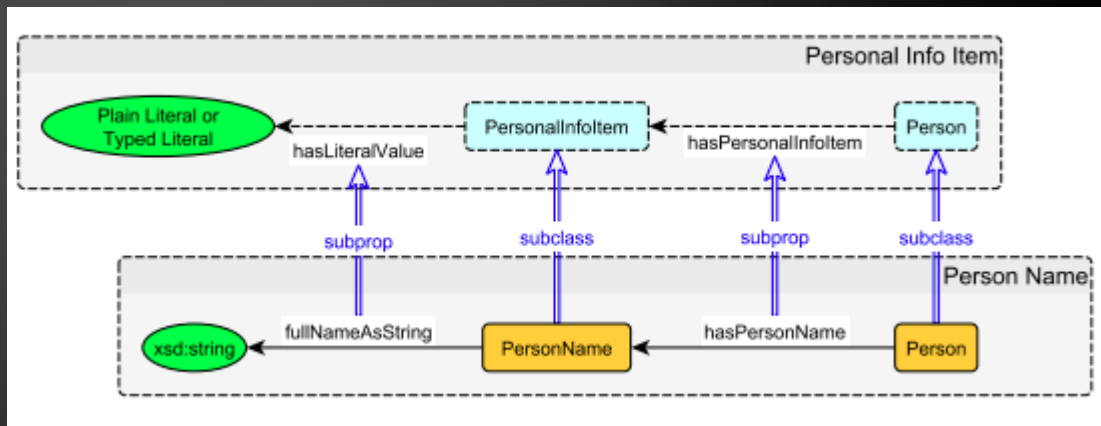 Personal Info Item
Plain Literal or
Typed Literal
PersonalInfoItem
Person
hasLiteralValue
hasPersonalInfoItem
subprop
subclass
subprop
subclass
Person Name
fullNameAsString
hasPersonName
xsd:string
PersonName
Person